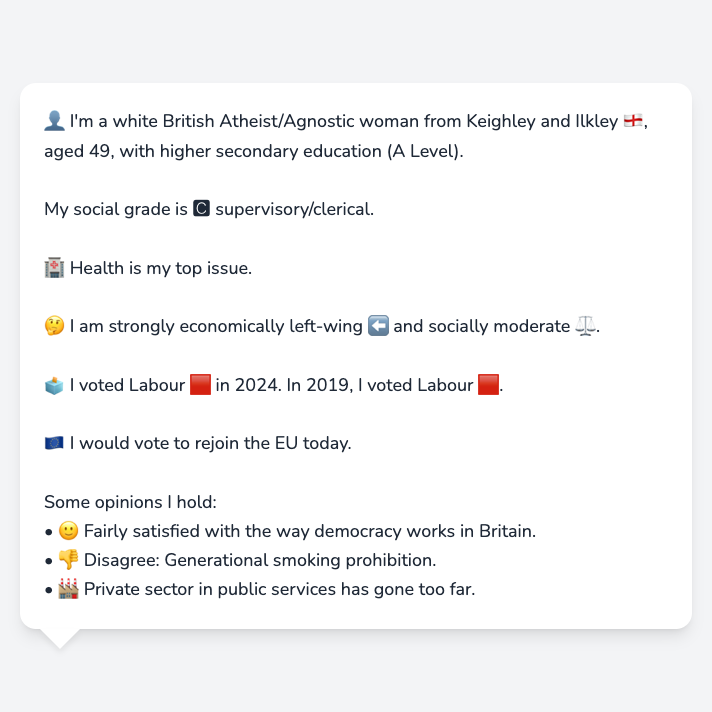 👤 I'm a white British Atheist/Agnostic woman from Keighley and Ilkley 🏴󠁧󠁢󠁥󠁮󠁧󠁿,
aged 49, with higher secondary education (A Level).
My social grade is 🅲 supervisory/clerical.
🏥 Health is my top issue.
🤔 I am strongly economically left-wing ⬅️ and socially moderate ⚖️.
🗳️ I voted Labour 🟥 in 2024. In 2019, I voted Labour 🟥.
🇪🇺 I would vote to rejoin the EU today.
Some opinions I hold:
• 🙂 Fairly satisfied with the way democracy works in Britain.
• 👎 Disagree: Generational smoking prohibition.
• 🏭 Private sector in public services has gone too far.